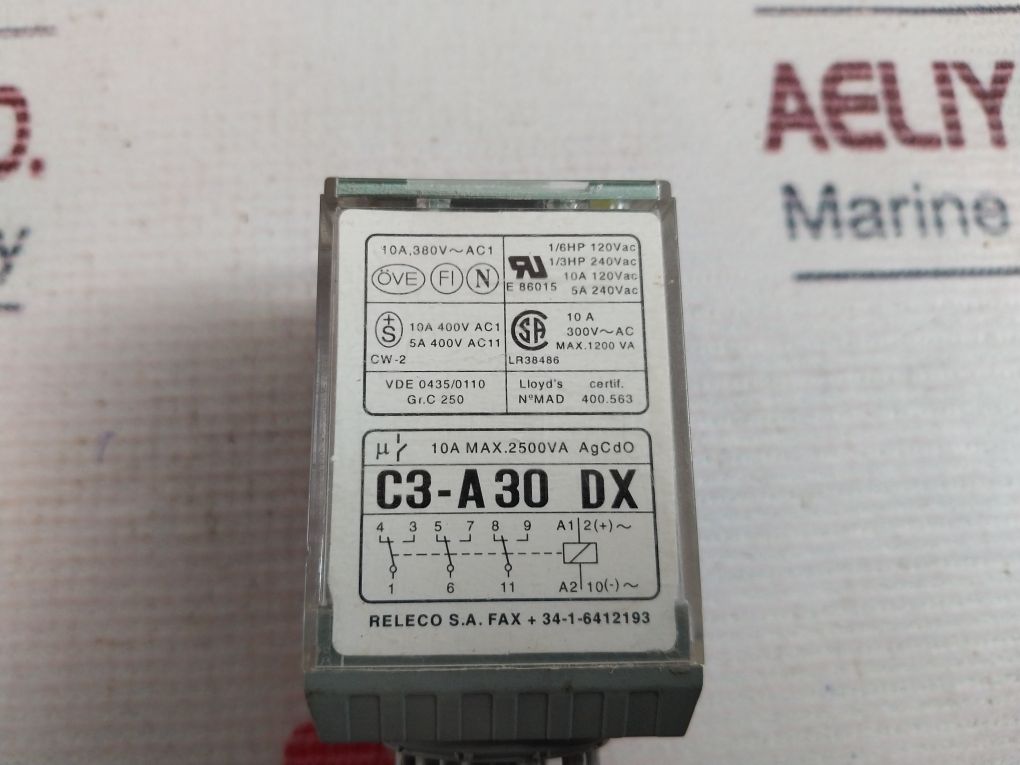 D.
y
AELIY
Marine
10A,380V~ AC1
ÖVE FI N
RU
E 86015
1/6HP 120Vac
1/3HP 240Vac
10A 120Vac
5A 240Vac
+S
CW-2
10A 400V AC1
5A 400V AC11
SA
LR38486
10 A
300V~AC
MAX.1200 VA
VDE 0435/0110
Gr.C 250
Lloyd's certif.
NºMAD 400.563
µ 10A MAX.2500VA AgCdO
C3-A30 DX
4 3 5 7 8 9 A1 2(+)~
1 6 11 A2 10(-)~
RELECO S.A. FAX + 34-1-6412193